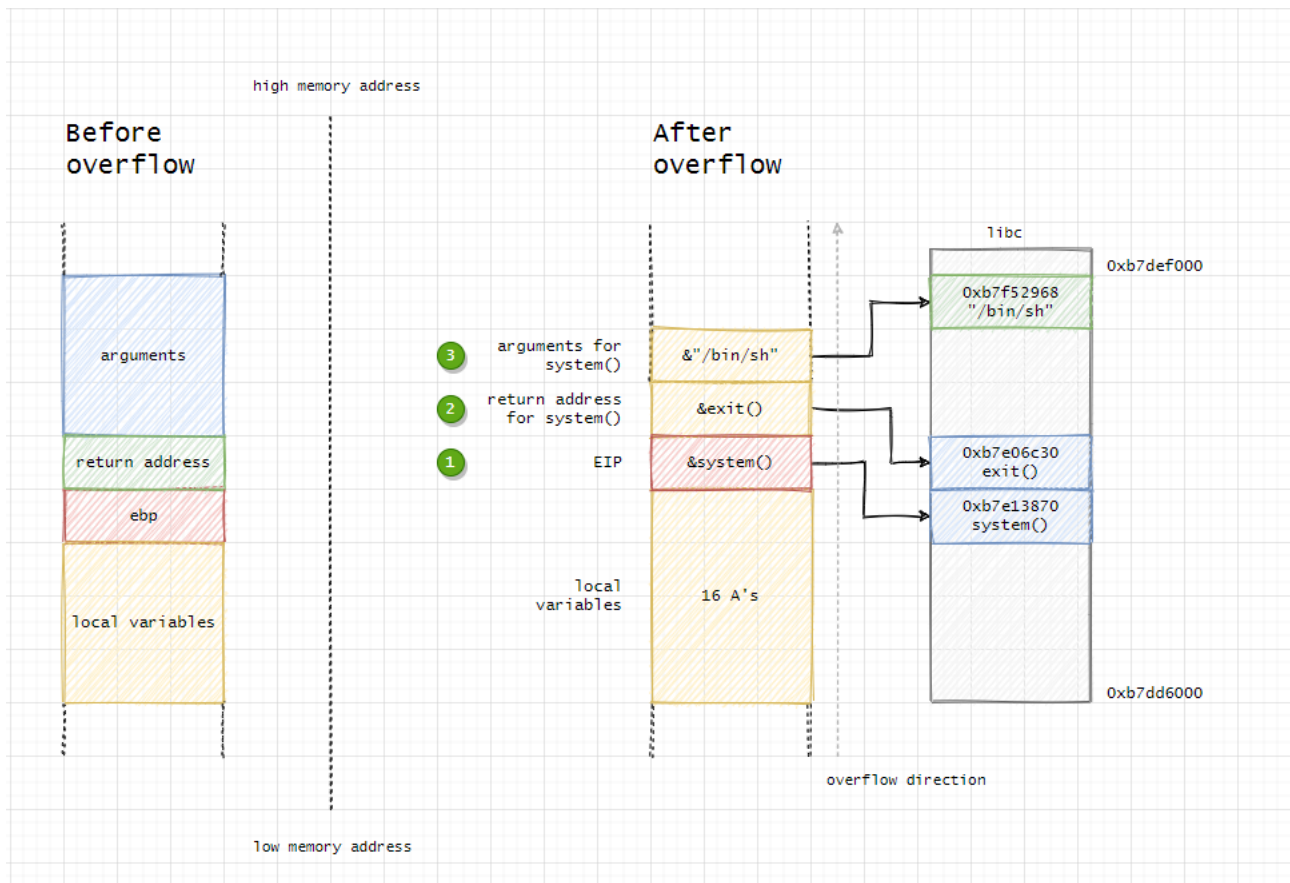 high memory address
Before
overflow
After
overflow
libc
0xb7def000
0xb7f52968
"/bin/sh"
arguments
3
arguments for
system()
&"/bin/sh"
2
return address
for system()
&exit()
return address
1
EIP
&system()
0xb7e06c30
exit()
ebp
0xb7e13870
system()
local variables
local
variables
16 A's
0xb7dd6000
overflow direction
low memory address